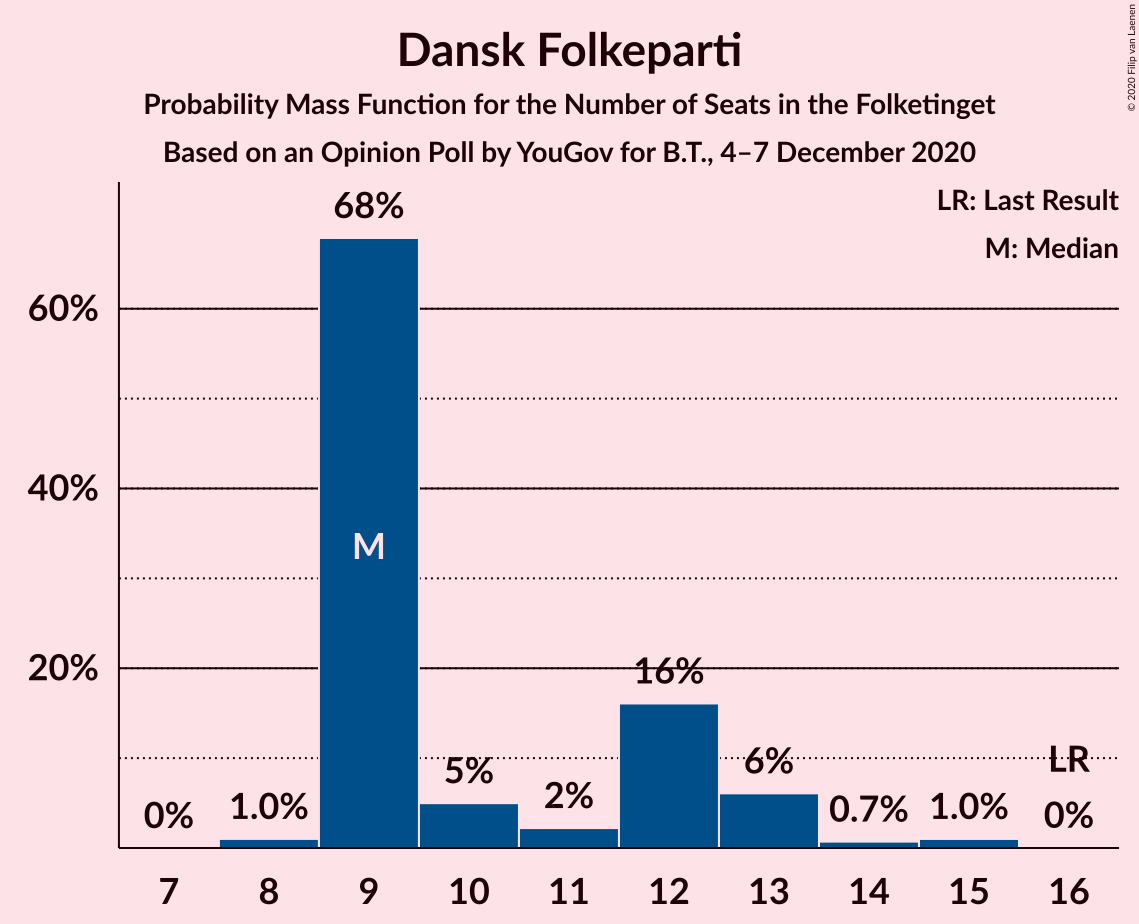 Dansk Folkeparti
Probability Mass Function for the Number of Seats in the Folketinget
Based on an Opinion Poll by YouGov for B.T., 4–7 December 2020
© 2020 Filip van Laenen
LR: Last Result
M: Median
68%
60%
40%
20%
M
0%
1.0%
5%
2%
16%
6%
0.7%
1.0%
LR
0%
7 8 9 10 11 12 13 14 15 16